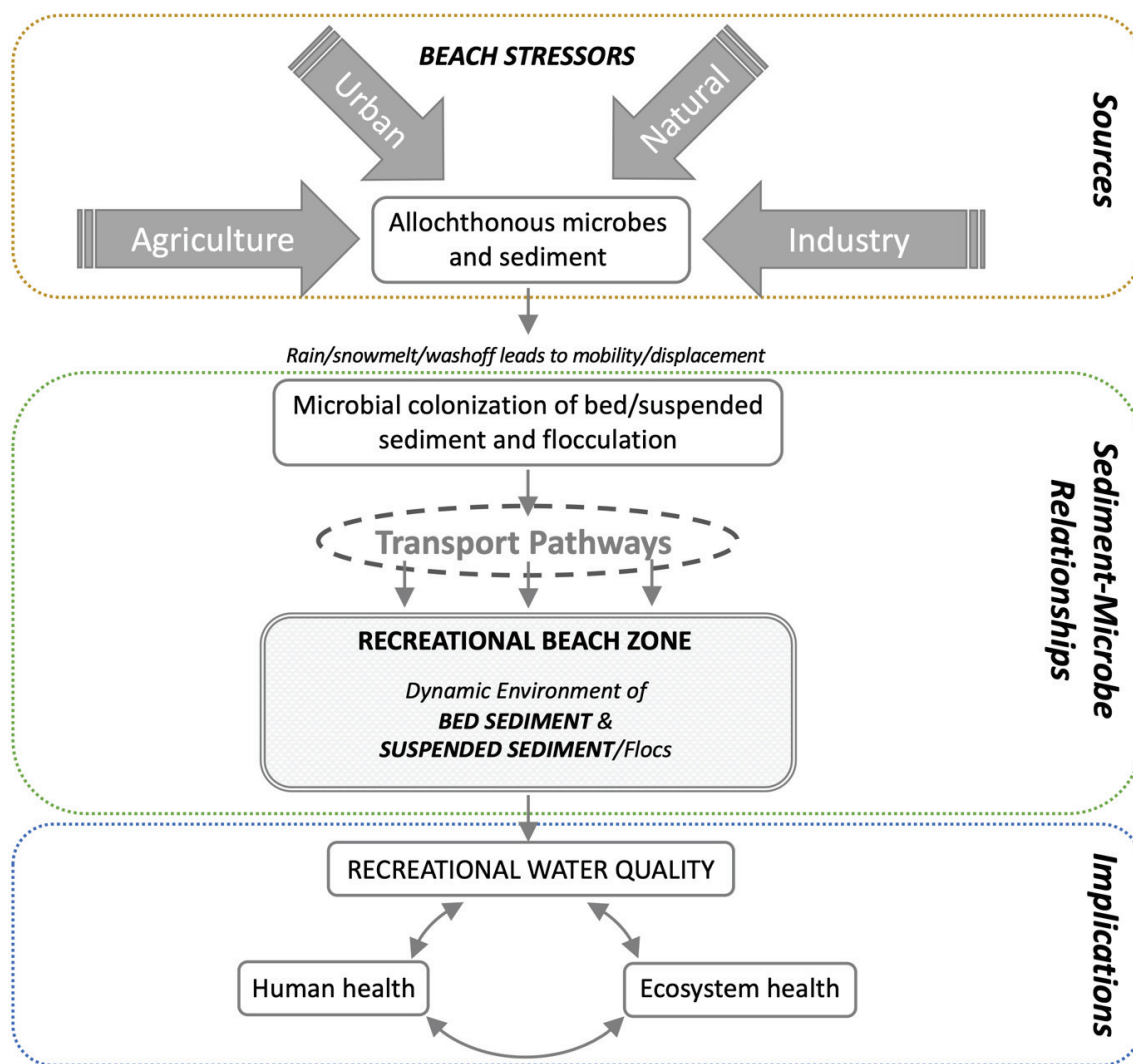 BEACH STRESSORS
Urban
Natural
Agriculture
Allochthonous microbes
and sediment
Industry
Sources
Rain/snowmelt/washoff leads to mobility/displacement
Microbial colonization of bed/suspended
sediment and flocculation
Transport Pathways
RECREATIONAL BEACH ZONE
Dynamic Environment of
BED SEDIMENT &
SUSPENDED SEDIMENT/Flocs
Sediment-Microbe
Relationships
RECREATIONAL WATER QUALITY
Human health
Ecosystem health
Implications